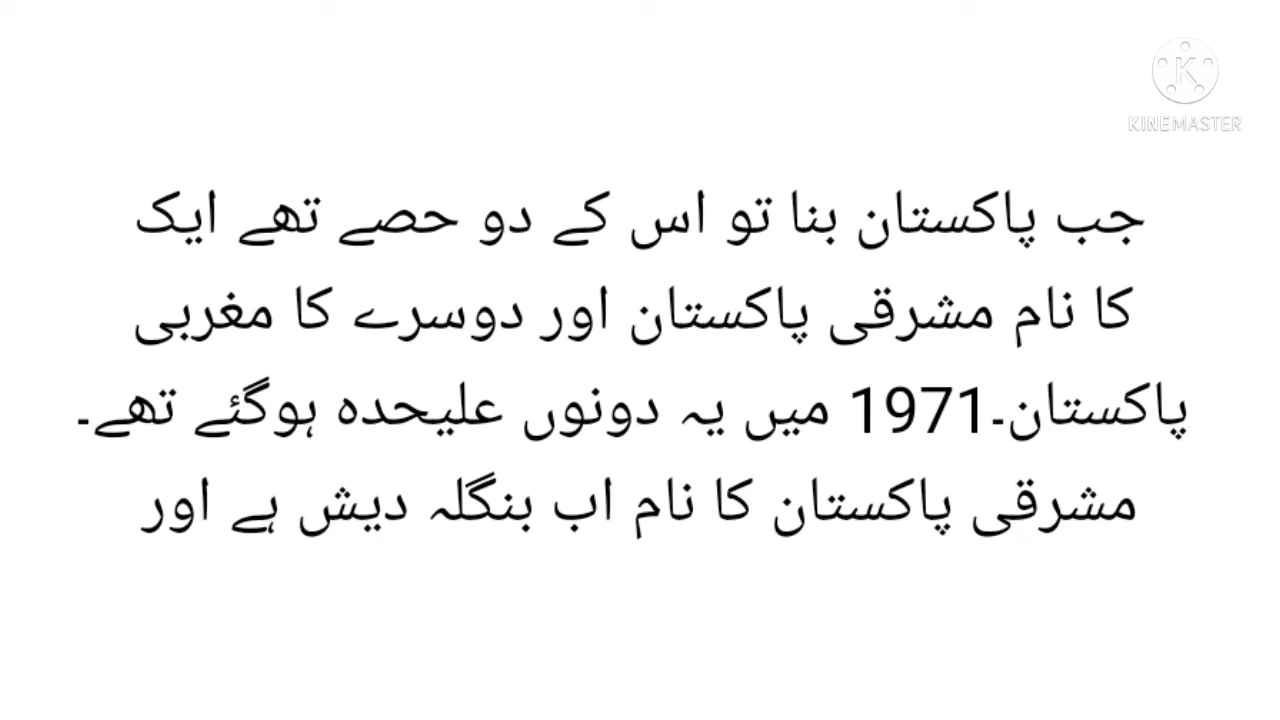 KINEMASTER
جب پاکستان بنا تو اس کے دو حصے تھے ایک
کا نام مشرقی پاکستان اور دوسرے کا مغربی
پاکستان۔1971 میں یہ دونوں علیحدہ ہوگئے تھے۔
مشرقی پاکستان کا نام اب بنگلہ دیش ہے اور